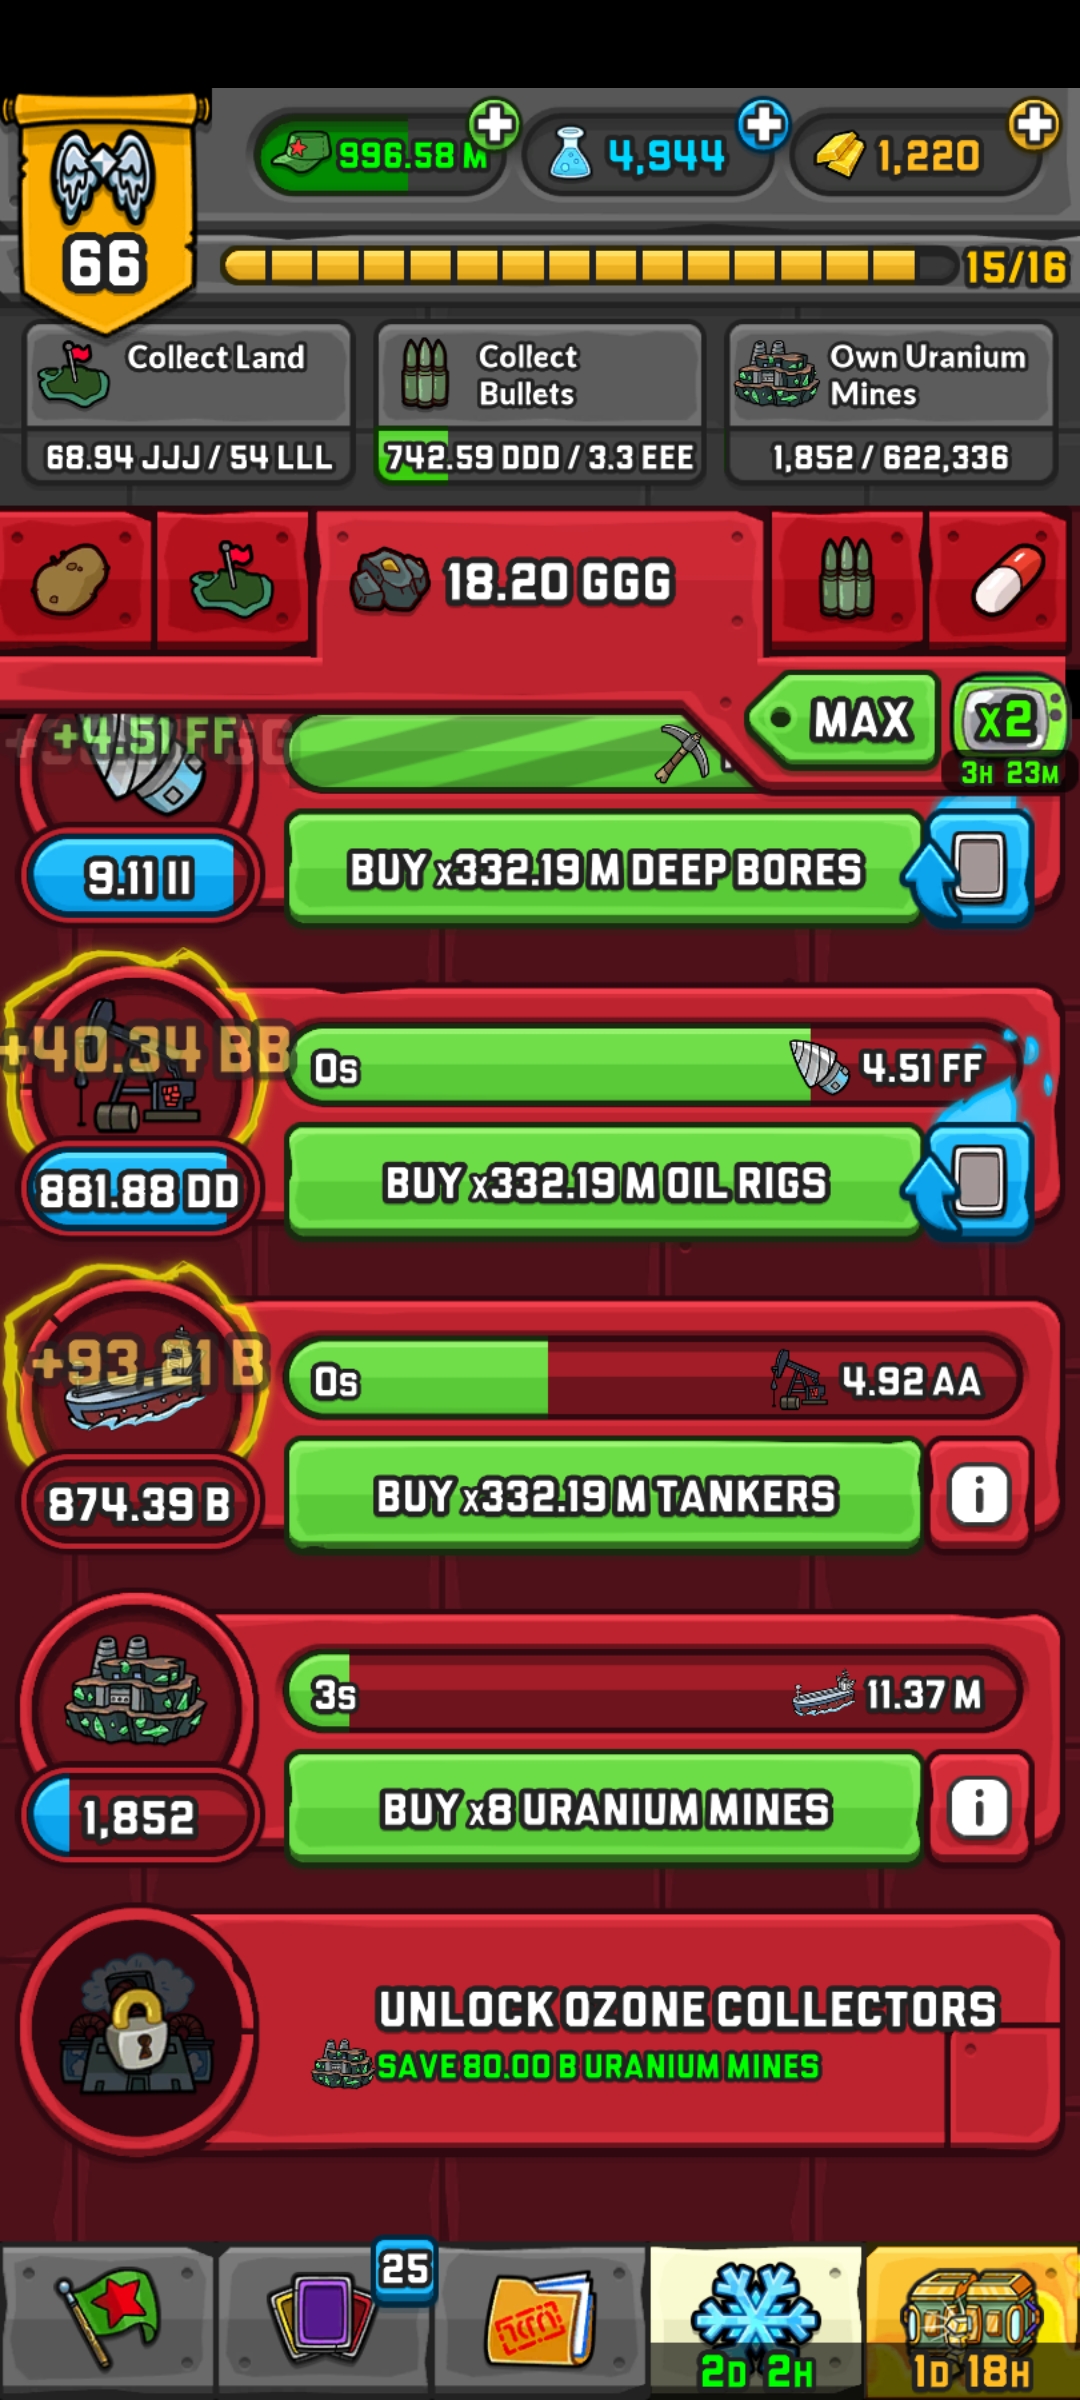 996.58 M
4,944
1,220
66
15/16
Collect Land
68.94 JJJ / 54 LLL
Collect
Bullets
742.59 DDD / 3.3 EEE
Own Uranium
Mines
1,852 / 622,336
18.20 GGG
MAX
x2
3H 23M
+4.51 FF
9.11 II
BUY x332.19 M DEEP BORES
+40.34 BB
0s
4.51 FF
881.88 DD
BUY x332.19 M OIL RIGS
+93.21 B
0s
4.92 AA
874.39 B
BUY x332.19 M TANKERS
i
3s
11.37 M
1,852
BUY x8 URANIUM MINES
i
UNLOCK OZONE COLLECTORS
SAVE 80.00 B URANIUM MINES
25
2D 2H
1D 18H